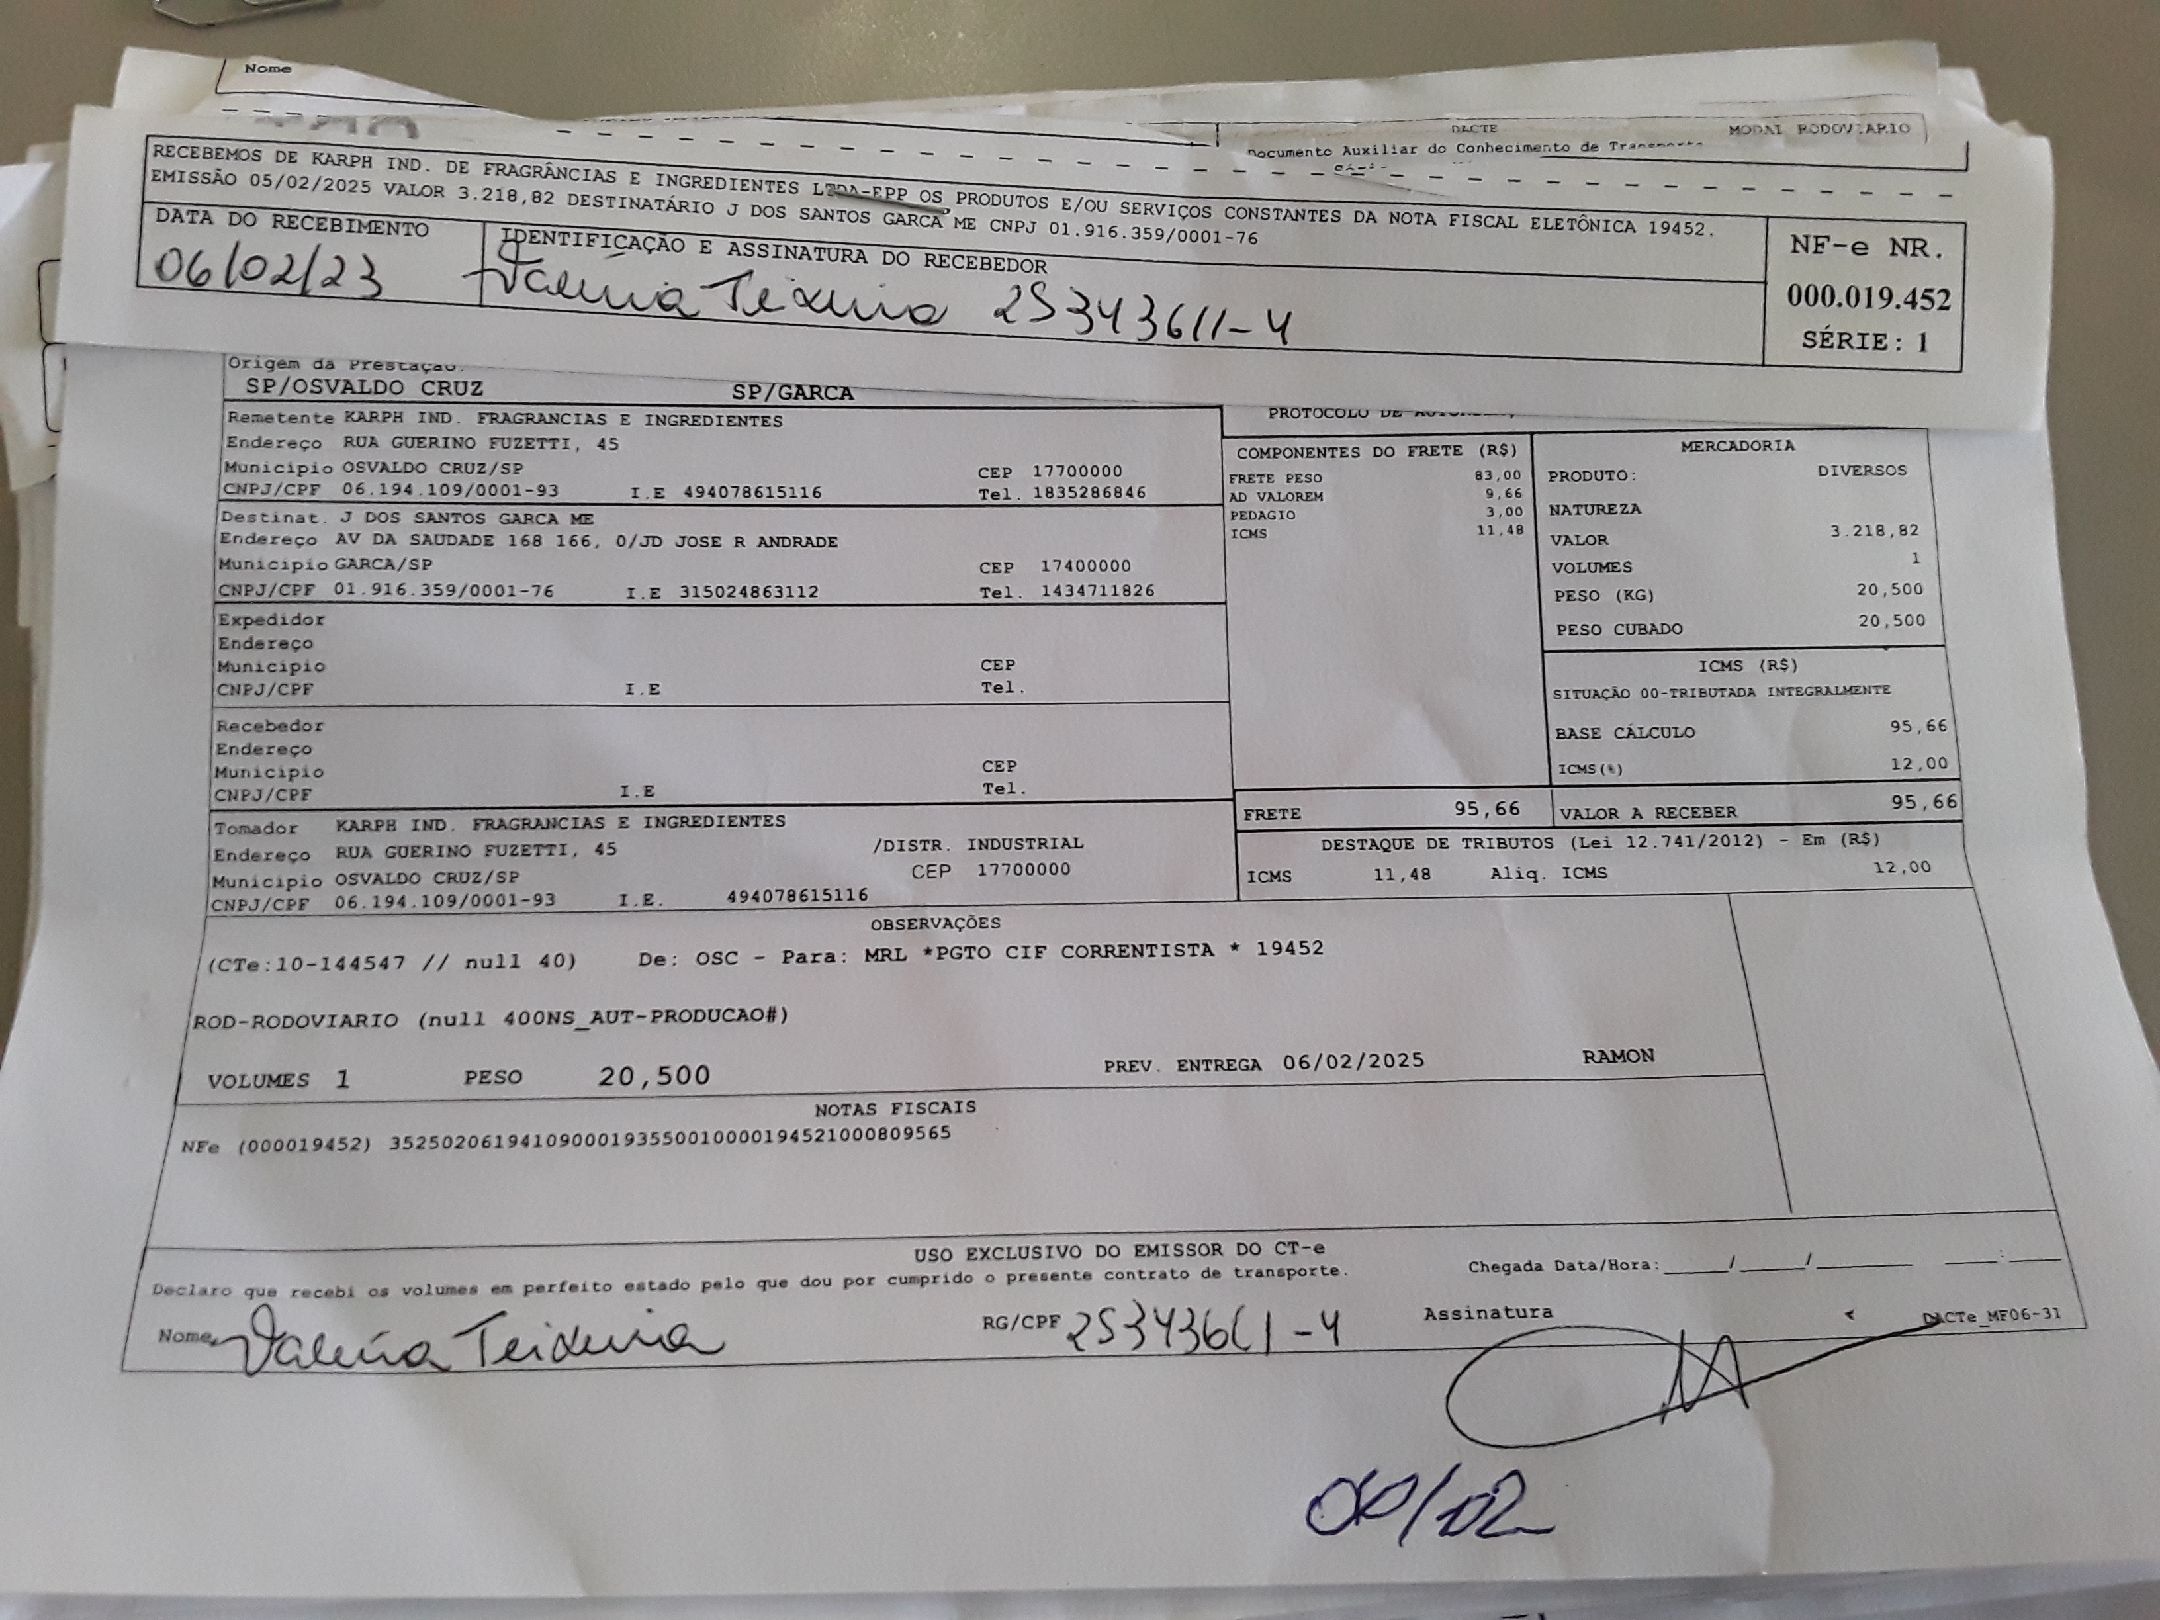 Nome
DACTE MODAL RODOVIARIO
Documento Auxiliar do Conhecimento de
RECEBEMOS DE KARPH IND. DE FRAGRÂNCIAS E INGREDIENTES LTDA-EPP OS PRODUTOS E/OU SERVIÇOS CONSTANTES DA NOTA FISCAL ELETÔNICA 19452.
EMISSÃO 05/02/2025 VALOR 3.218,82 DESTINATÁRIO J DOS SANTOS GARCA ME CNPJ 01.916.359/0001-76
DATA DO RECEBIMENTO IDENTIFICAÇÃO E ASSINATURA DO RECEBEDOR
06/02/23 Valéria Teixeira 25343611-4
NF-e NR.
000.019.452
SÉRIE: 1
Origem da Prestação.
SP/OSVALDO CRUZ SP/GARCA
Remetente KARPH IND. FRAGRANCIAS E INGREDIENTES
Endereço RUA GUERINO FUZETTI, 45
Municipio OSVALDO CRUZ/SP CEP 17700000
CNPJ/CPF 06.194.109/0001-93 I.E 494078615116 Tel. 1835286846
Destinat. J DOS SANTOS GARCA ME
Endereço AV DA SAUDADE 168 166, 0/JD JOSE R ANDRADE
Municipio GARCA/SP CEP 17400000
CNPJ/CPF 01.916.359/0001-76 I.E 315024863112 Tel. 1434711826
Expedidor
Endereço
Municipio CEP
CNPJ/CPF I.E Tel.
Recebedor
Endereço
Municipio CEP
CNPJ/CPF I.E Tel.
Tomador KARPH IND. FRAGRANCIAS E INGREDIENTES
Endereço RUA GUERINO FUZETTI, 45 /DISTR. INDUSTRIAL
Municipio OSVALDO CRUZ/SP CEP 17700000
CNPJ/CPF 06.194.109/0001-93 I.E. 494078615116
PROTOCOLO DE
COMPONENTES DO FRETE (R$)
FRETE PESO 83,00
AD VALOREM 9,66
PEDAGIO 3,00
ICMS 11,48
MERCADORIA
PRODUTO: DIVERSOS
NATUREZA
VALOR 3.218,82
VOLUMES 1
PESO (KG) 20,500
PESO CUBADO 20,500
ICMS (R$)
SITUAÇÃO 00-TRIBUTADA INTEGRALMENTE
BASE CÁLCULO 95,66
ICMS(%) 12,00
FRETE 95,66 VALOR A RECEBER 95,66
DESTAQUE DE TRIBUTOS (Lei 12.741/2012) - Em (R$)
ICMS 11,48 Aliq. ICMS 12,00
OBSERVAÇÕES
(CTe:10-144547 // null 40) De: OSC - Para: MRL *PGTO CIF CORRENTISTA * 19452
ROD-RODOVIARIO (null 400NS_AUT-PRODUCAO#)
VOLUMES 1 PESO 20,500 PREV. ENTREGA 06/02/2025 RAMON
NOTAS FISCAIS
NFe (000019452) 35250206194109000193550010000194521000809565
USO EXCLUSIVO DO EMISSOR DO CT-e
Declaro que recebi os volumes em perfeito estado pelo que dou por cumprido o presente contrato de transporte. Chegada Data/Hora:_____/_____/_______ ____:____
Nome Valéria Teixeira RG/CPF 25343611-4 Assinatura DACTe_MF06-31